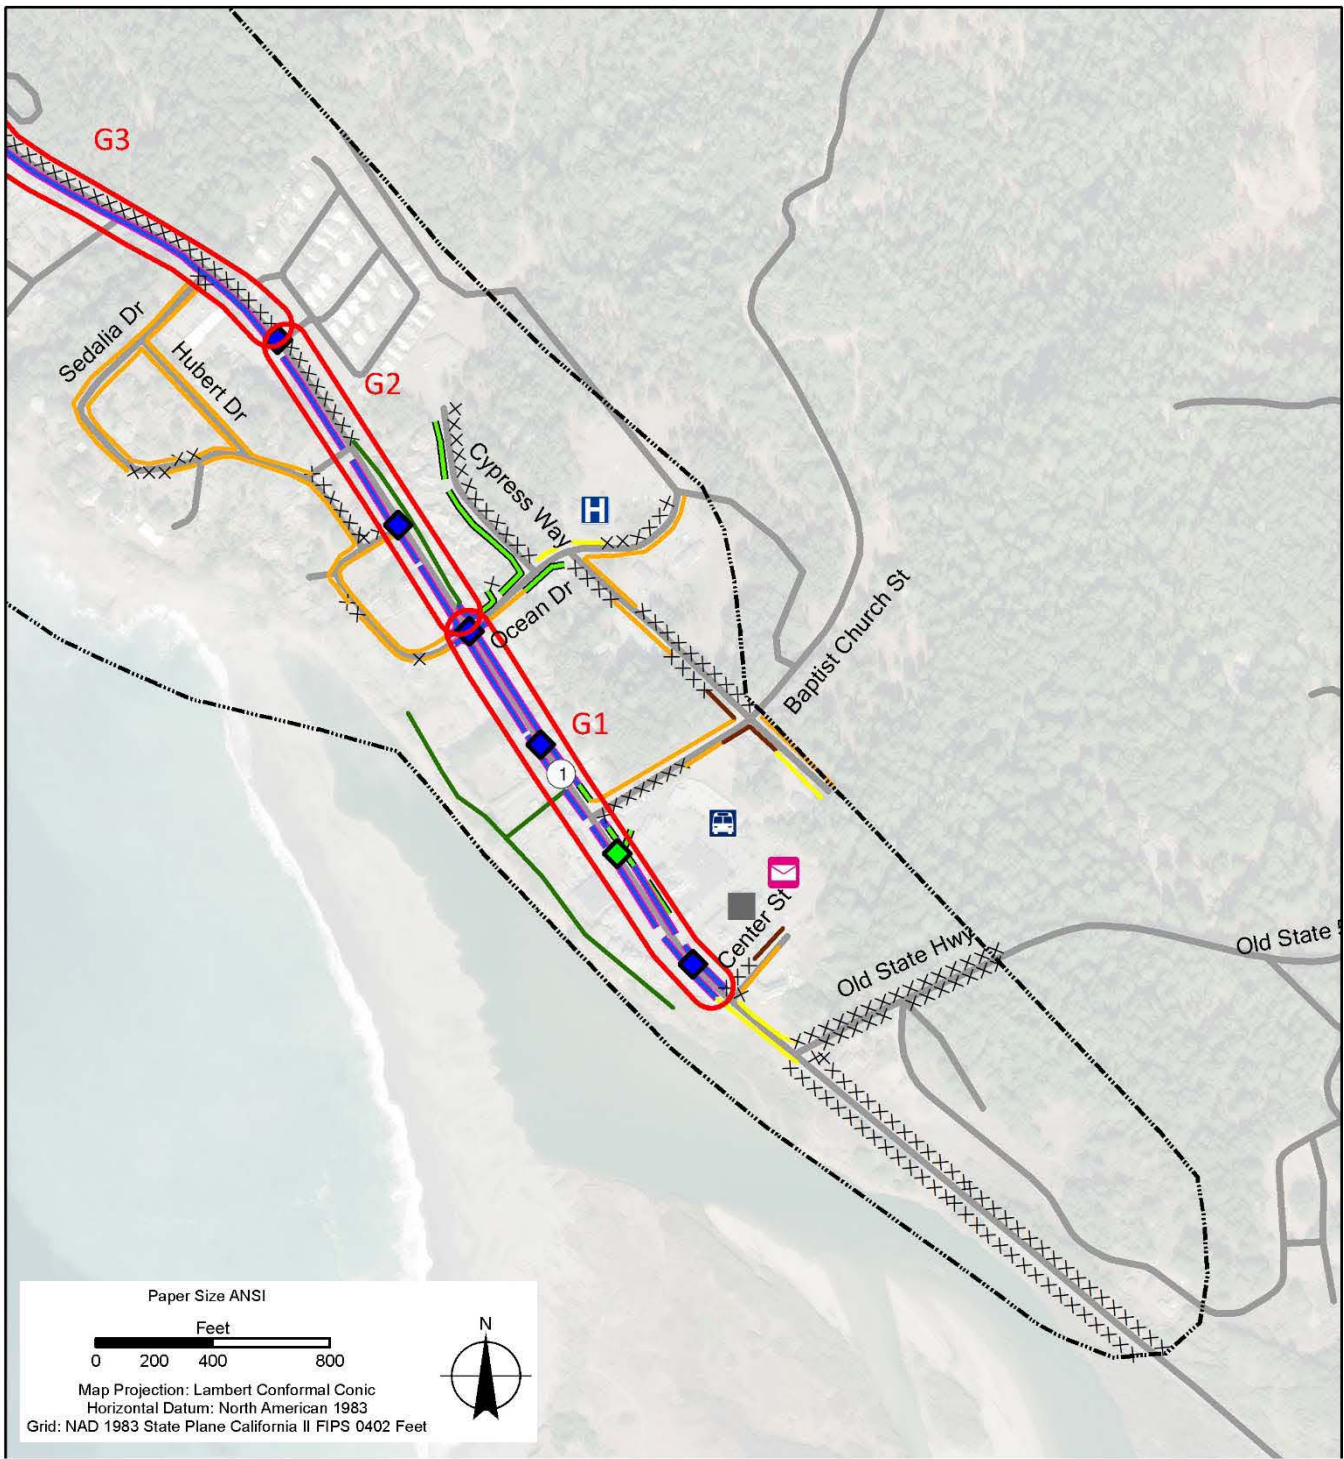 G3
Sedalia Dr
Hubert Dr
G2
Cypress Way
H
Ocean Dr
Baptist Church St
G1
1
Center St
Old State Hwy
Old State
Paper Size ANSI
Feet
0 200 400 800
Map Projection: Lambert Conformal Conic
Horizontal Datum: North American 1983
Grid: NAD 1983 State Plane California II FIPS 0402 Feet
N